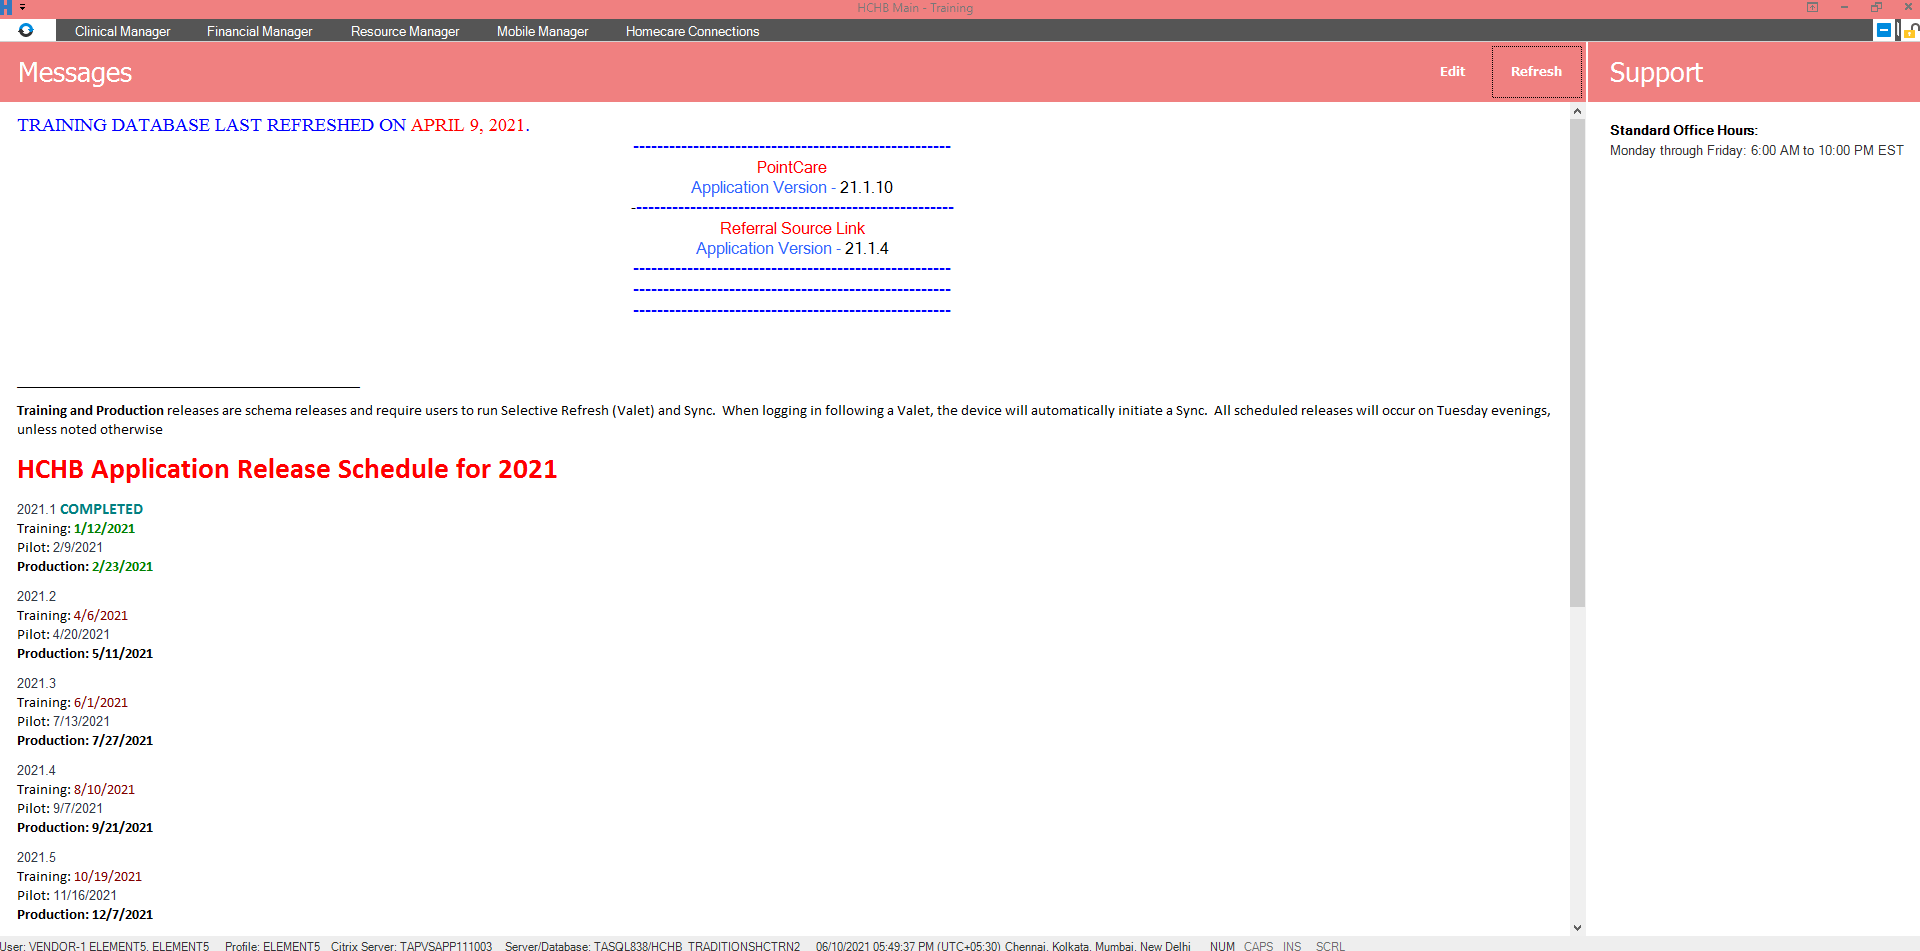 HCHB Main - Training
Clinical Manager Financial Manager Resource Manager Mobile Manager Homecare Connections
Messages Edit Refresh Support
TRAINING DATABASE LAST REFRESHED ON APRIL 9, 2021.
Standard Office Hours:
Monday through Friday: 6:00 AM to 10:00 PM EST
-----------------------------------------------------
PointCare
Application Version - 21.1.10
------------------------------------------------------
Referral Source Link
Application Version - 21.1.4
-----------------------------------------------------
-----------------------------------------------------
-----------------------------------------------------
Training and Production releases are schema releases and require users to run Selective Refresh (Valet) and Sync. When logging in following a Valet, the device will automatically initiate a Sync. All scheduled releases will occur on Tuesday evenings,
unless noted otherwise
HCHB Application Release Schedule for 2021
2021.1 COMPLETED
Training: 1/12/2021
Pilot: 2/9/2021
Production: 2/23/2021
2021.2
Training: 4/6/2021
Pilot: 4/20/2021
Production: 5/11/2021
2021.3
Training: 6/1/2021
Pilot: 7/13/2021
Production: 7/27/2021
2021.4
Training: 8/10/2021
Pilot: 9/7/2021
Production: 9/21/2021
2021.5
Training: 10/19/2021
Pilot: 11/16/2021
Production: 12/7/2021
User: VENDOR-1 ELEMENT5, ELEMENT5 Profile: ELEMENT5 Citrix Server: TAPVSAPP111003 Server/Database: TASQL838/HCHB_TRADITIONSHCTRN2 06/10/2021 05:49:37 PM (UTC+05:30) Chennai, Kolkata, Mumbai, New Delhi NUM CAPS INS SCRL